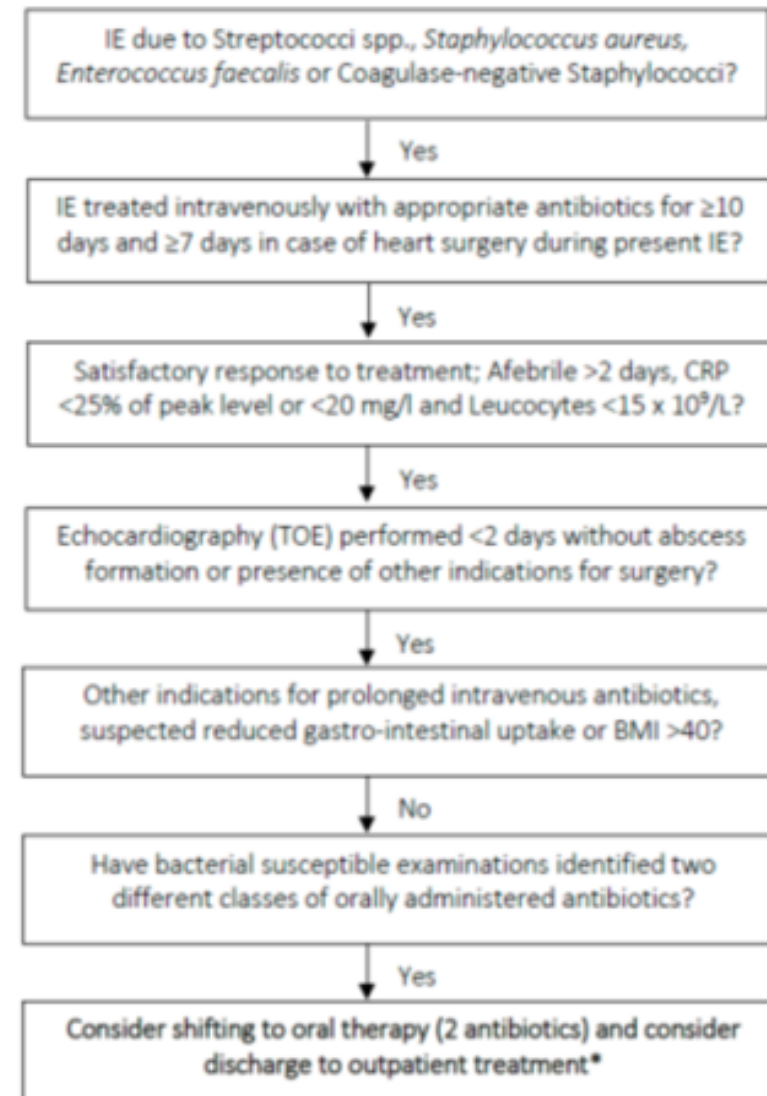 IE due to Streptococci spp., Staphylococcus aureus,
Enterococcus faecalis or Coagulase-negative Staphylococci?
Yes
IE treated intravenously with appropriate antibiotics for ≥10
days and ≥7 days in case of heart surgery during present IE?
Yes
Satisfactory response to treatment; Afebrile >2 days, CRP
<25% of peak level or <20 mg/l and Leucocytes <15 x 10⁹/L?
Yes
Echocardiography (TOE) performed <2 days without abscess
formation or presence of other indications for surgery?
Yes
Other indications for prolonged intravenous antibiotics,
suspected reduced gastro-intestinal uptake or BMI >40?
No
Have bacterial susceptible examinations identified two
different classes of orally administered antibiotics?
Yes
Consider shifting to oral therapy (2 antibiotics) and consider
discharge to outpatient treatment*